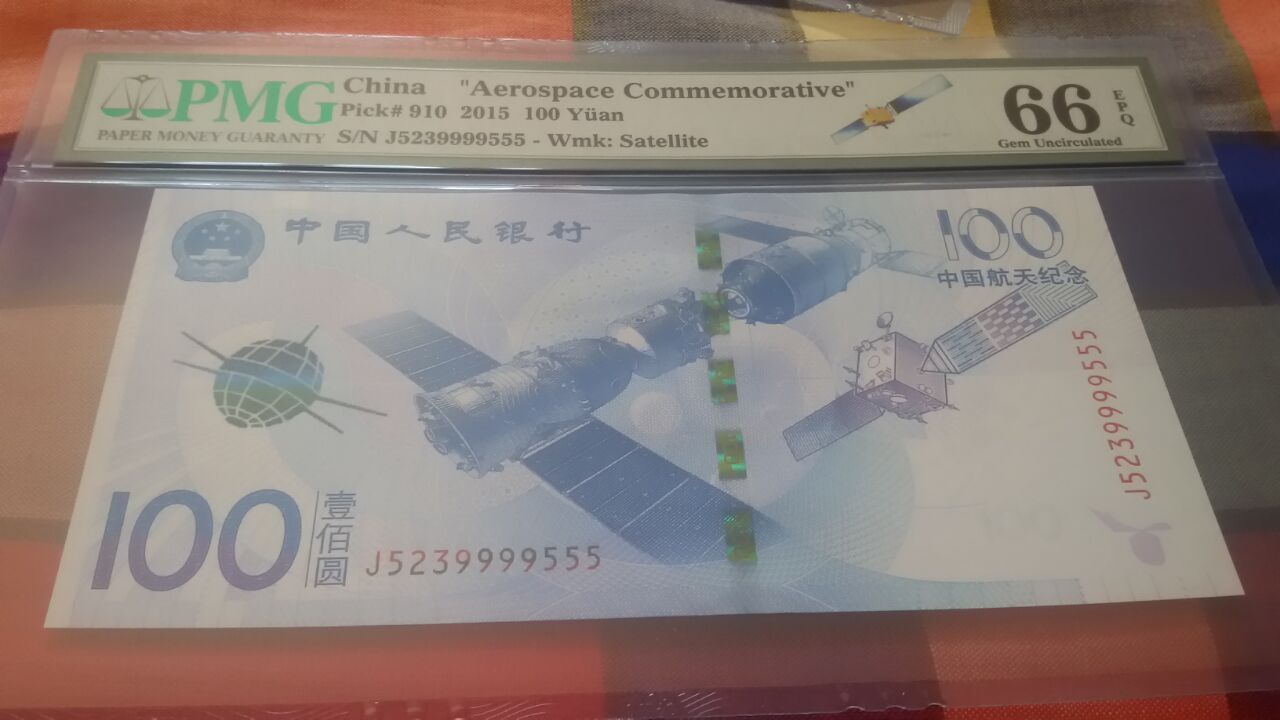 PMG
PAPER MONEY GUARANTY
China "Aerospace Commemorative"
Pick# 910 2015 100 Yüan
S/N J5239999555 - Wmk: Satellite
66
EPQ
Gem Uncirculated
中国人民银行
100
中国航天纪念
J5239999555
100
壹佰圆
J5239999555